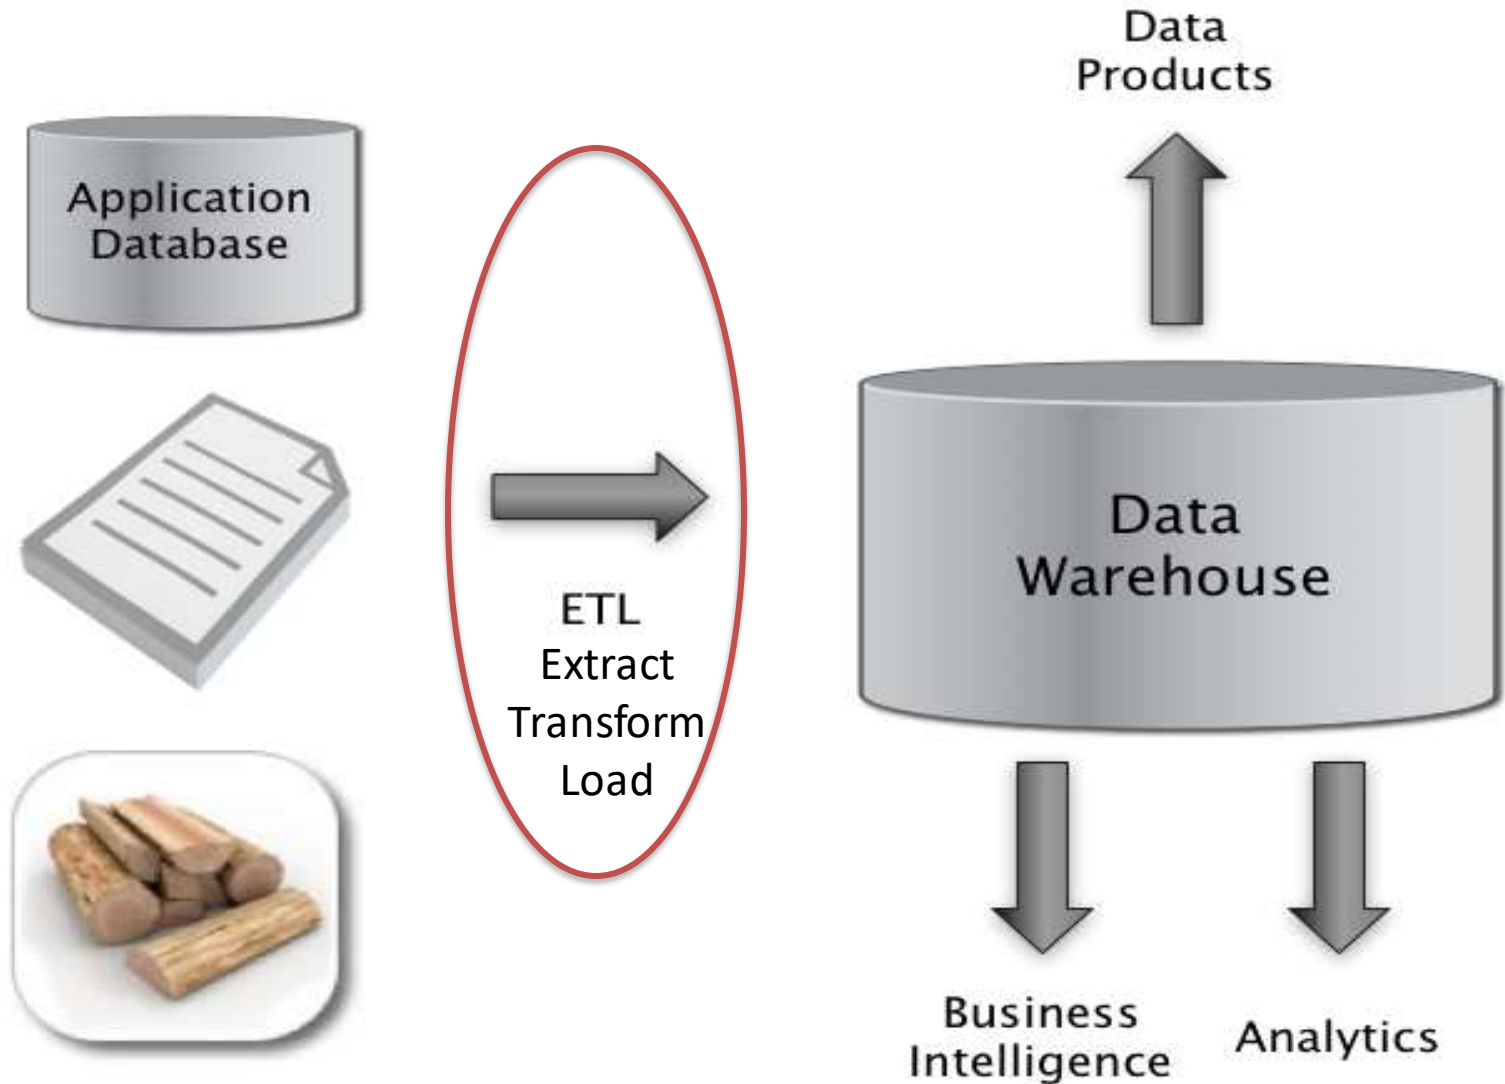 Data
Products
Application
Database
ETL
Extract
Transform
Load
Data
Warehouse
Business
Intelligence
Analytics